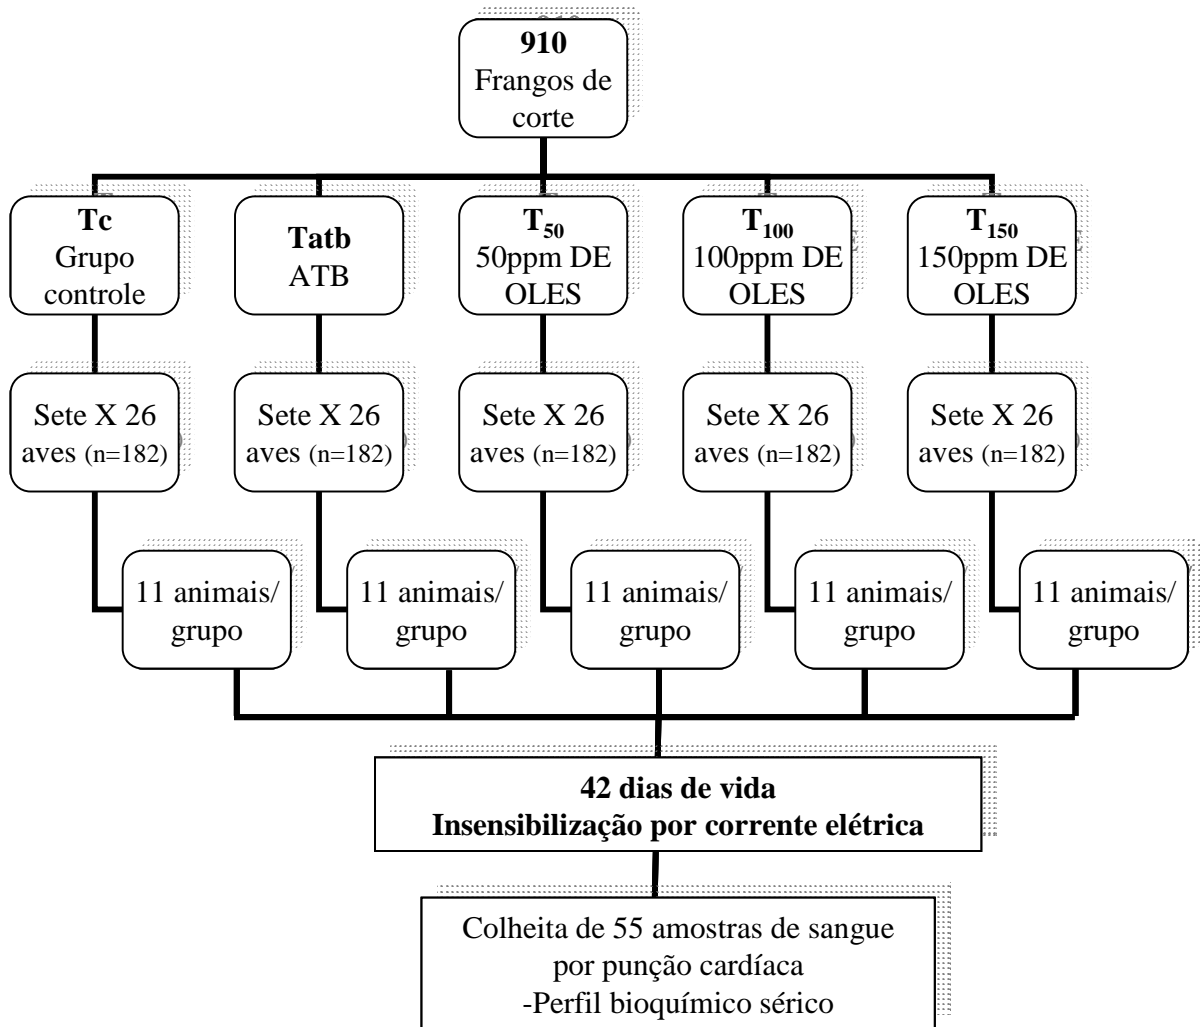 910
Frangos de
corte
Tc
Grupo
controle
Tatb
ATB
T50
50ppm DE
OLES
T100
100ppm DE
OLES
T150
150ppm DE
OLES
Sete X 26
aves (n=182)
Sete X 26
aves (n=182)
Sete X 26
aves (n=182)
Sete X 26
aves (n=182)
Sete X 26
aves (n=182)
11 animais/
grupo
11 animais/
grupo
11 animais/
grupo
11 animais/
grupo
11 animais/
grupo
42 dias de vida
Insensibilização por corrente elétrica
Colheita de 55 amostras de sangue
por punção cardíaca
-Perfil bioquímico sérico